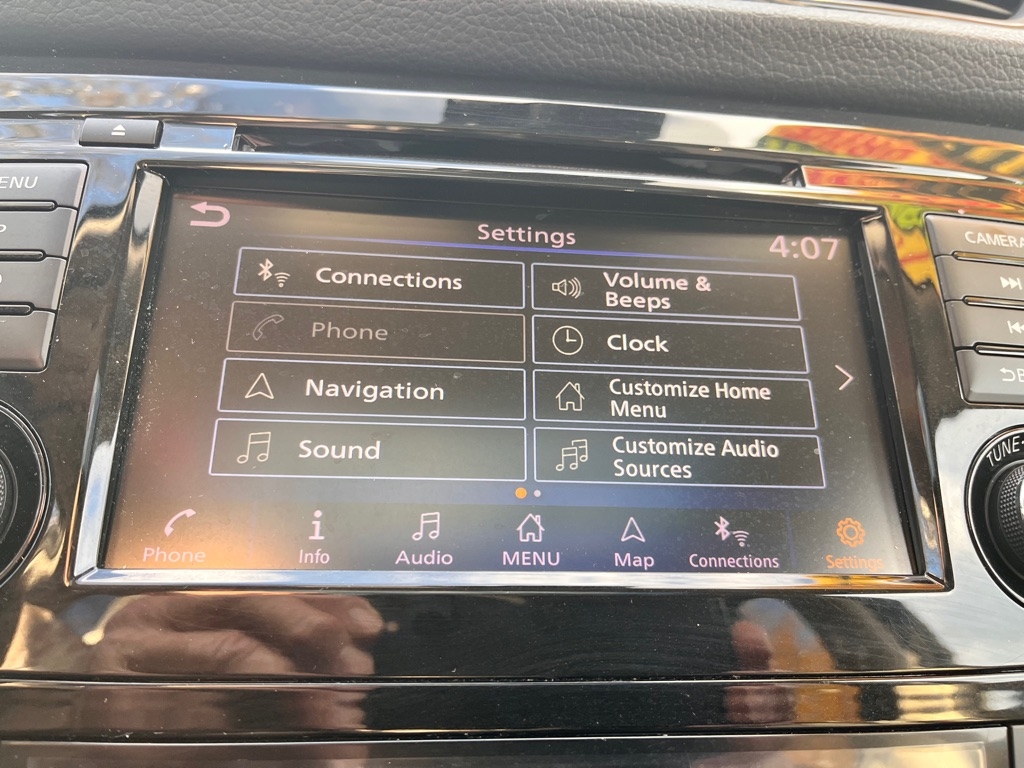 Settings
4:07
Connections
Volume &
Beeps
Phone
Clock
Navigation
Customize Home
Menu
Sound
Customize Audio
Sources
Phone
Info
Audio
MENU
Map
Connections
Settings
ENU
CAMERA
TUNE